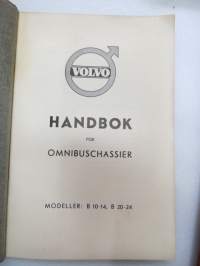 VOLVO
HANDBOK
FÖR
OMNIBUSCHASSIER
MODELLER: B 10-14, B 20-24